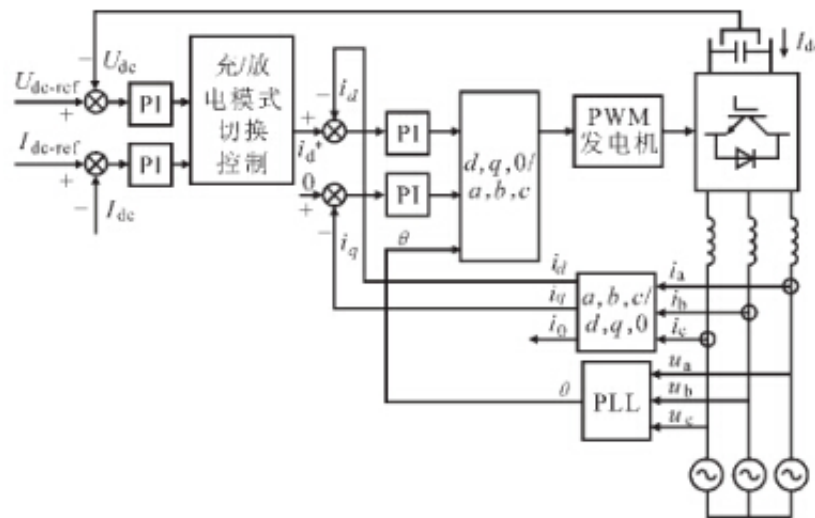 U_dc
U_dc-ref
PI
I_dc-ref
PI
I_dc
允/放
电模式
切换
控制
i_d
i_d*
0
i_q
PI
PI
θ
d,q,0/
a,b,c
PWM
发电机
I_dc
i_d
i_q
i_0
a,b,c/
d,q,0
i_a
i_b
i_c
θ
PLL
u_a
u_b
u_c